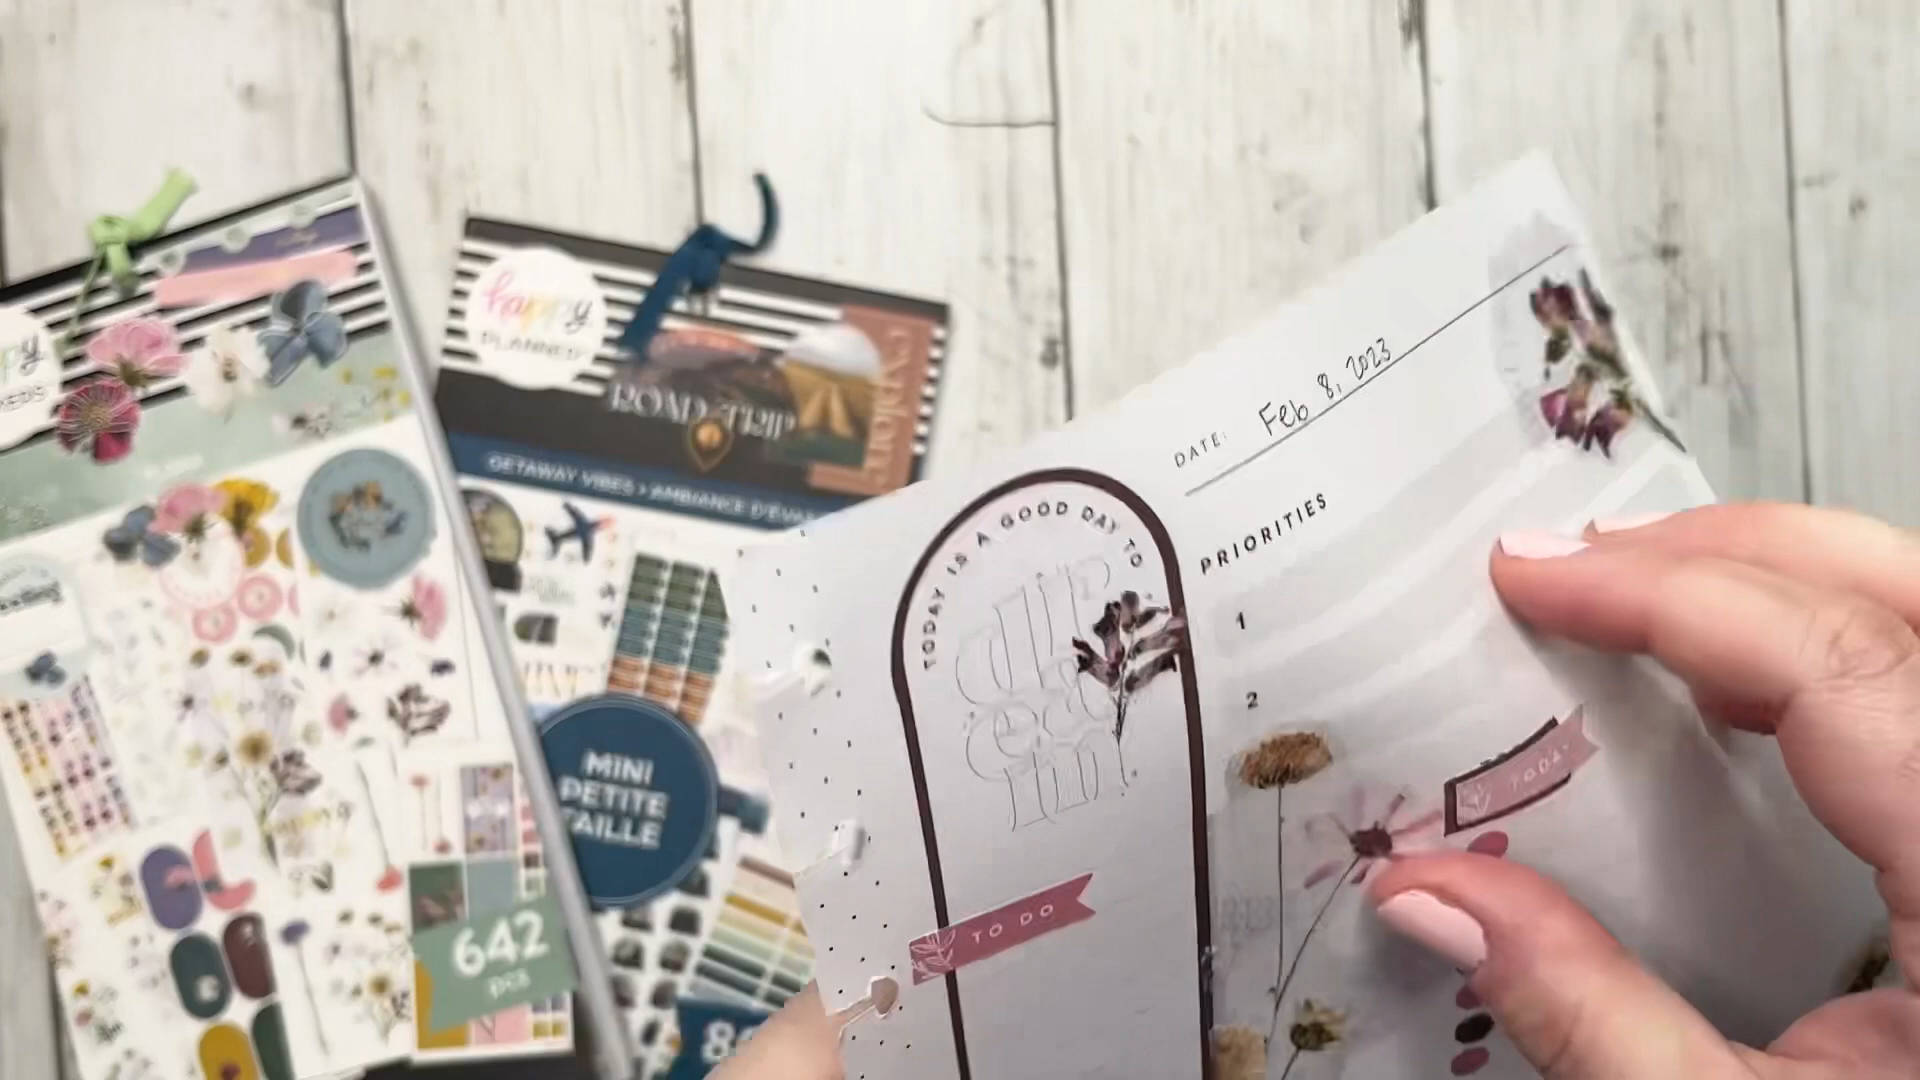 happy
PLANNER
ROAD TRIP
explore
GETAWAY VIBES > AMBIANCE D'ÉVA
MINI
PETITE
TAILLE
642
pcs
DATE: Feb 8, 2023
TODAY IS A GOOD DAY TO
PRIORITIES
1
2
TODAY
TO DO